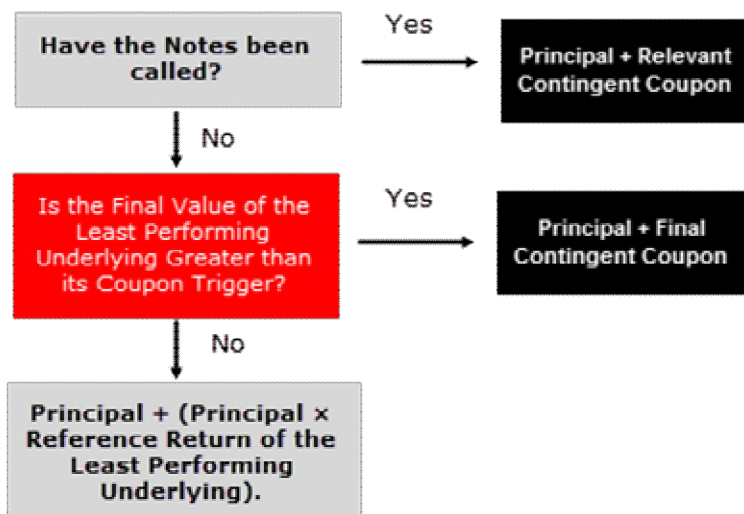 Have the Notes been
called?
Yes
Principal + Relevant
Contingent Coupon
No
Is the Final Value of the
Least Performing
Underlying Greater than
its Coupon Trigger?
Yes
Principal + Final
Contingent Coupon
No
Principal + (Principal ×
Reference Return of the
Least Performing
Underlying).